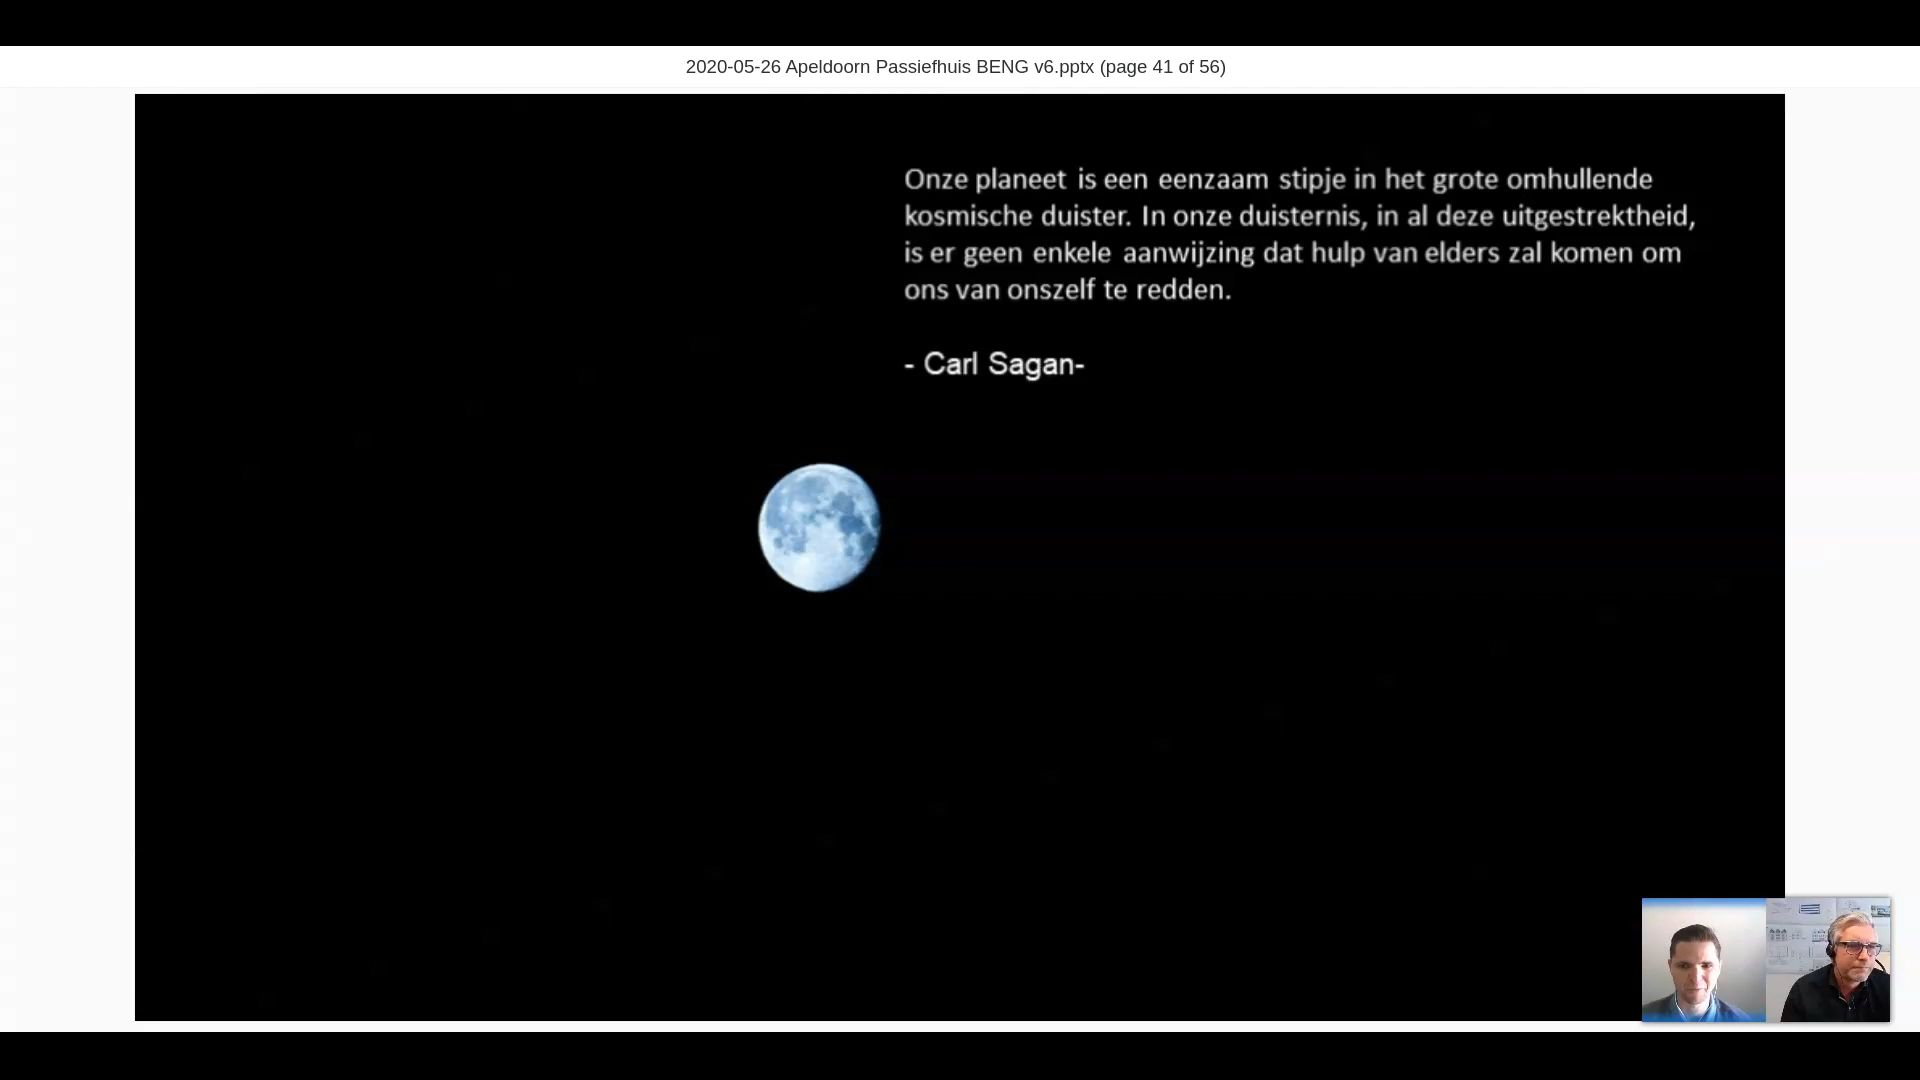 2020-05-26 Apeldoorn Passiefhuis BENG v6.pptx (page 41 of 56)
Onze planeet is een eenzaam stipje in het grote omhullende
kosmische duister. In onze duisternis, in al deze uitgestrektheid,
is er geen enkele aanwijzing dat hulp van elders zal komen om
ons van onszelf te redden.
- Carl Sagan-